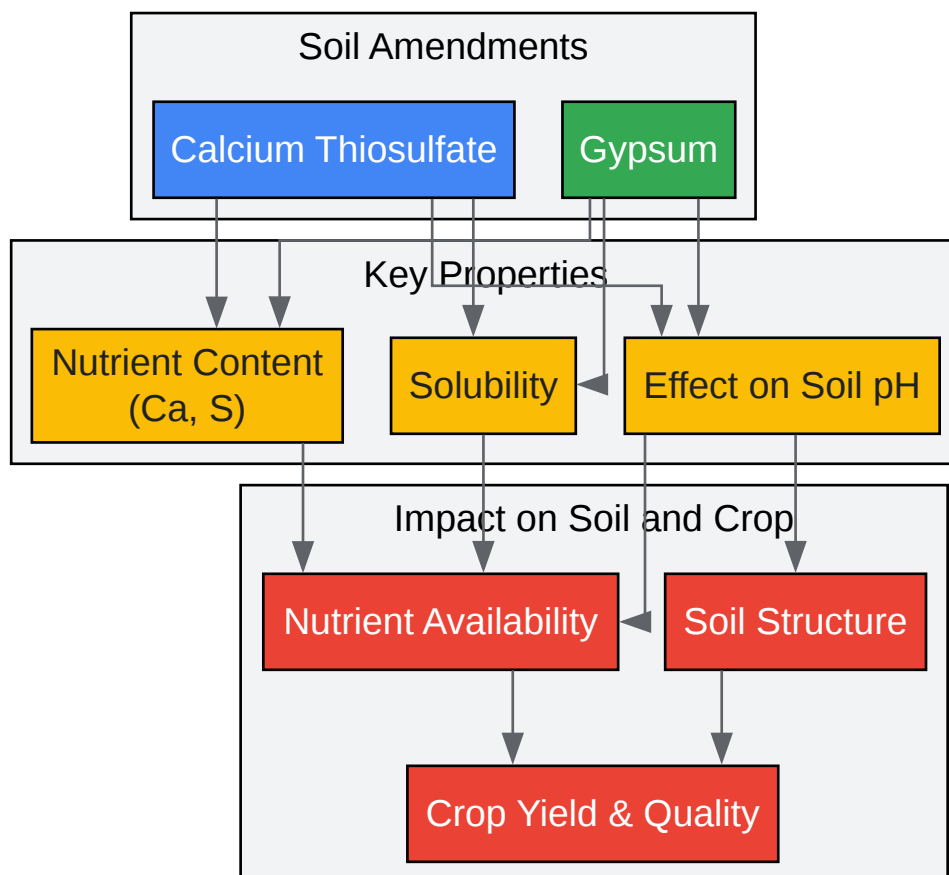 Soil Amendments
Calcium Thiosulfate
Gypsum
Key Properties
Nutrient Content
(Ca, S)
Solubility
Effect on Soil pH
Impact on Soil and Crop
Nutrient Availability
Soil Structure
Crop Yield & Quality